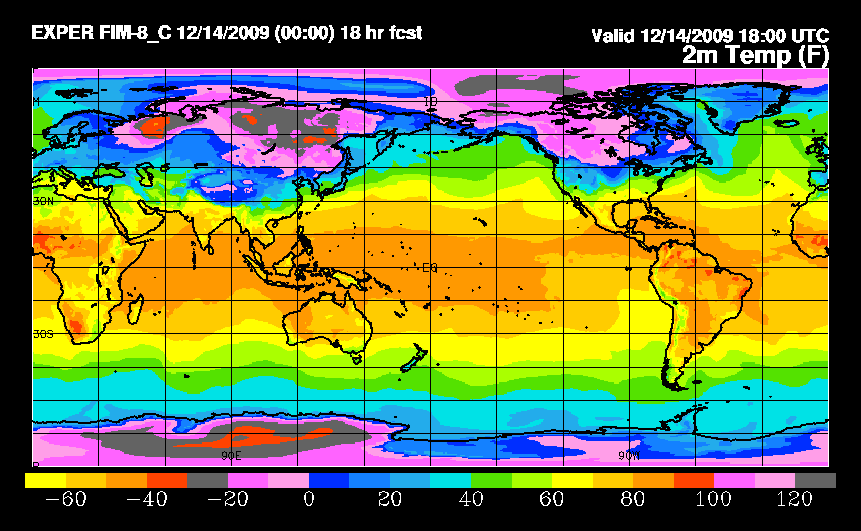 EXPER FIM-8_C 12/14/2009 (00:00) 18 hr fcst
Valid 12/14/2009 18:00 UTC
2m Temp (F)
ID
30N
EQ
30S
90E
90W
-60 -40 -20 0 20 40 60 80 100 120